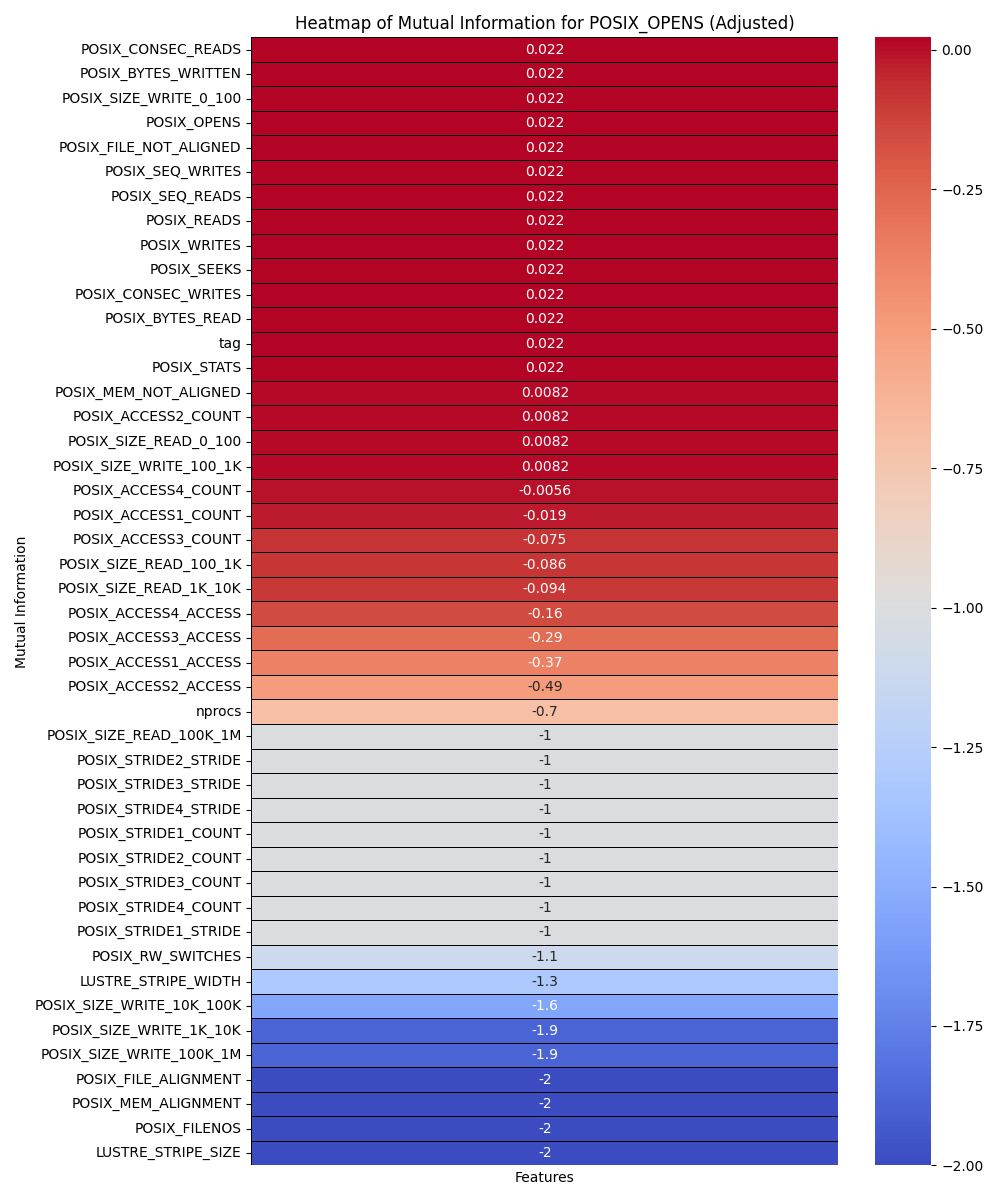 Heatmap of Mutual Information for POSIX_OPENS (Adjusted)
POSIX_CONSEC_READS 0.022
POSIX_BYTES_WRITTEN 0.022
POSIX_SIZE_WRITE_0_100 0.022
POSIX_OPENS 0.022
POSIX_FILE_NOT_ALIGNED 0.022
POSIX_SEQ_WRITES 0.022
POSIX_SEQ_READS 0.022
POSIX_READS 0.022
POSIX_WRITES 0.022
POSIX_SEEKS 0.022
POSIX_CONSEC_WRITES 0.022
POSIX_BYTES_READ 0.022
tag 0.022
POSIX_STATS 0.022
POSIX_MEM_NOT_ALIGNED 0.0082
POSIX_ACCESS2_COUNT 0.0082
POSIX_SIZE_READ_0_100 0.0082
POSIX_SIZE_WRITE_100_1K 0.0082
POSIX_ACCESS4_COUNT -0.0056
POSIX_ACCESS1_COUNT -0.019
POSIX_ACCESS3_COUNT -0.075
POSIX_SIZE_READ_100_1K -0.086
POSIX_SIZE_READ_1K_10K -0.094
POSIX_ACCESS4_ACCESS -0.16
POSIX_ACCESS3_ACCESS -0.29
POSIX_ACCESS1_ACCESS -0.37
POSIX_ACCESS2_ACCESS -0.49
nprocs -0.7
POSIX_SIZE_READ_100K_1M -1
POSIX_STRIDE2_STRIDE -1
POSIX_STRIDE3_STRIDE -1
POSIX_STRIDE4_STRIDE -1
POSIX_STRIDE1_COUNT -1
POSIX_STRIDE2_COUNT -1
POSIX_STRIDE3_COUNT -1
POSIX_STRIDE4_COUNT -1
POSIX_STRIDE1_STRIDE -1
POSIX_RW_SWITCHES -1.1
LUSTRE_STRIPE_WIDTH -1.3
POSIX_SIZE_WRITE_10K_100K -1.6
POSIX_SIZE_WRITE_1K_10K -1.9
POSIX_SIZE_WRITE_100K_1M -1.9
POSIX_FILE_ALIGNMENT -2
POSIX_MEM_ALIGNMENT -2
POSIX_FILENOS -2
LUSTRE_STRIPE_SIZE -2
Mutual Information
Features
0.00
−0.25
−0.50
−0.75
−1.00
−1.25
−1.50
−1.75
−2.00